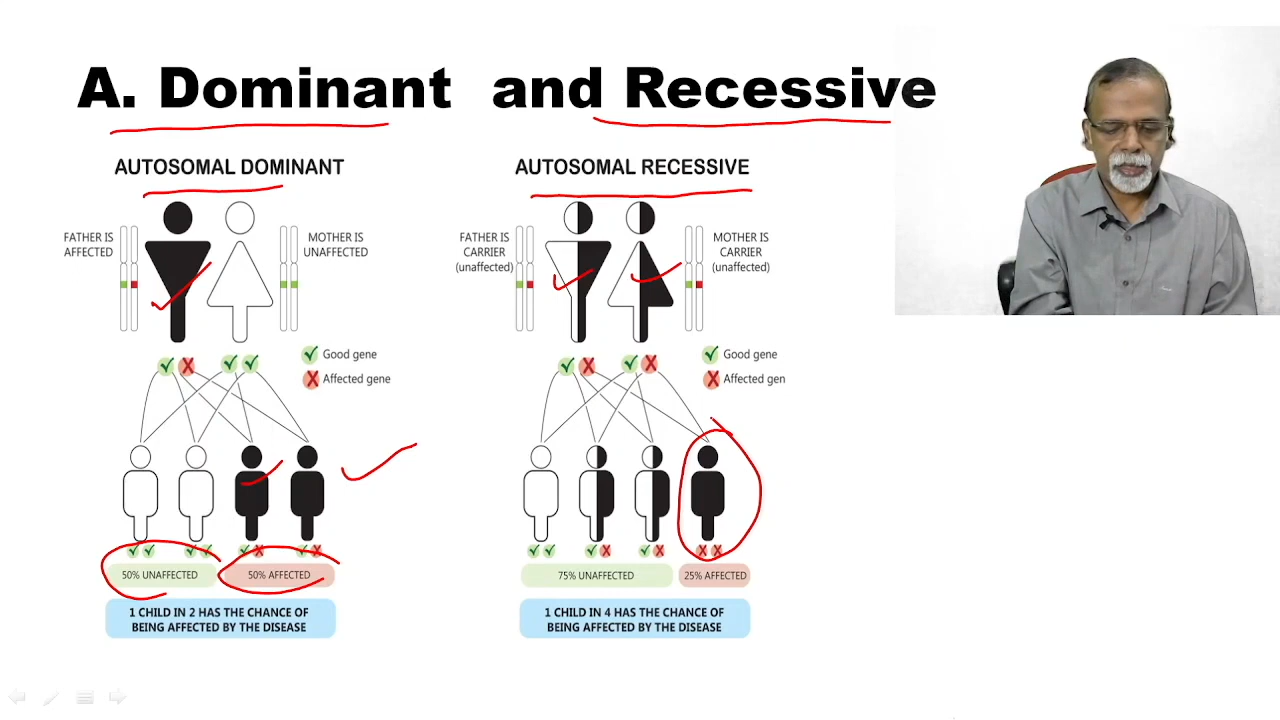 A. Dominant and Recessive
AUTOSOMAL DOMINANT
FATHER IS
AFFECTED
MOTHER IS
UNAFFECTED
Good gene
Affected gene
50% UNAFFECTED
50% AFFECTED
1 CHILD IN 2 HAS THE CHANCE OF
BEING AFFECTED BY THE DISEASE
AUTOSOMAL RECESSIVE
FATHER IS
CARRIER
(unaffected)
MOTHER IS
CARRIER
(unaffected)
Good gene
Affected gen
75% UNAFFECTED
25% AFFECTED
1 CHILD IN 4 HAS THE CHANCE OF
BEING AFFECTED BY THE DISEASE